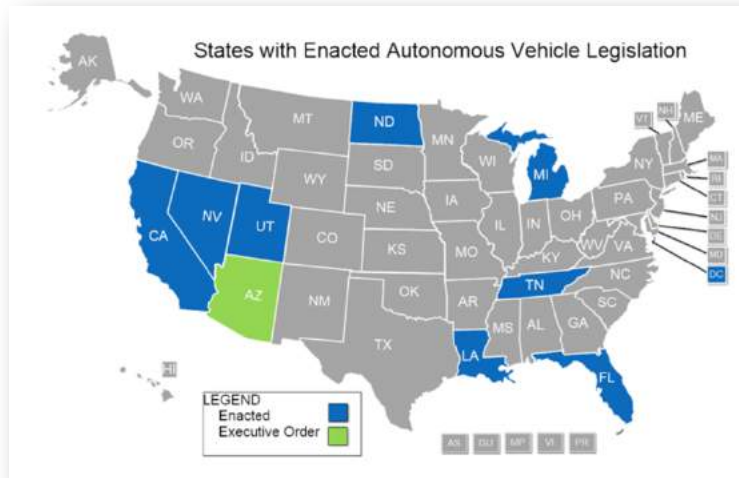 States with Enacted Autonomous Vehicle Legislation
AK
WA
MT
ND
MN
VT
NH
ME
OR
ID
SD
WI
MI
NY
MA
RI
CT
WY
IA
PA
NJ
NE
IL
IN
OH
DE
MD
DC
CA
NV
UT
CO
KS
MO
KY
WV
VA
AZ
NM
OK
AR
TN
NC
SC
TX
LA
MS
AL
GA
FL
HI
LEGEND
Enacted
Executive Order
AS
GU
MP
VI
PR